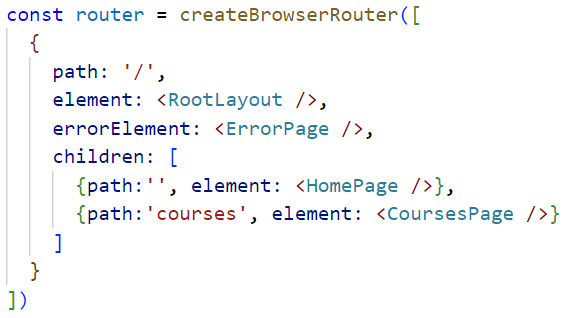 const router = createBrowserRouter([
  {
    path: '/',
    element: <RootLayout />,
    errorElement: <ErrorPage />,
    children: [
      {path:'', element: <HomePage />},
      {path:'courses', element: <CoursesPage />}
    ]
  }
])